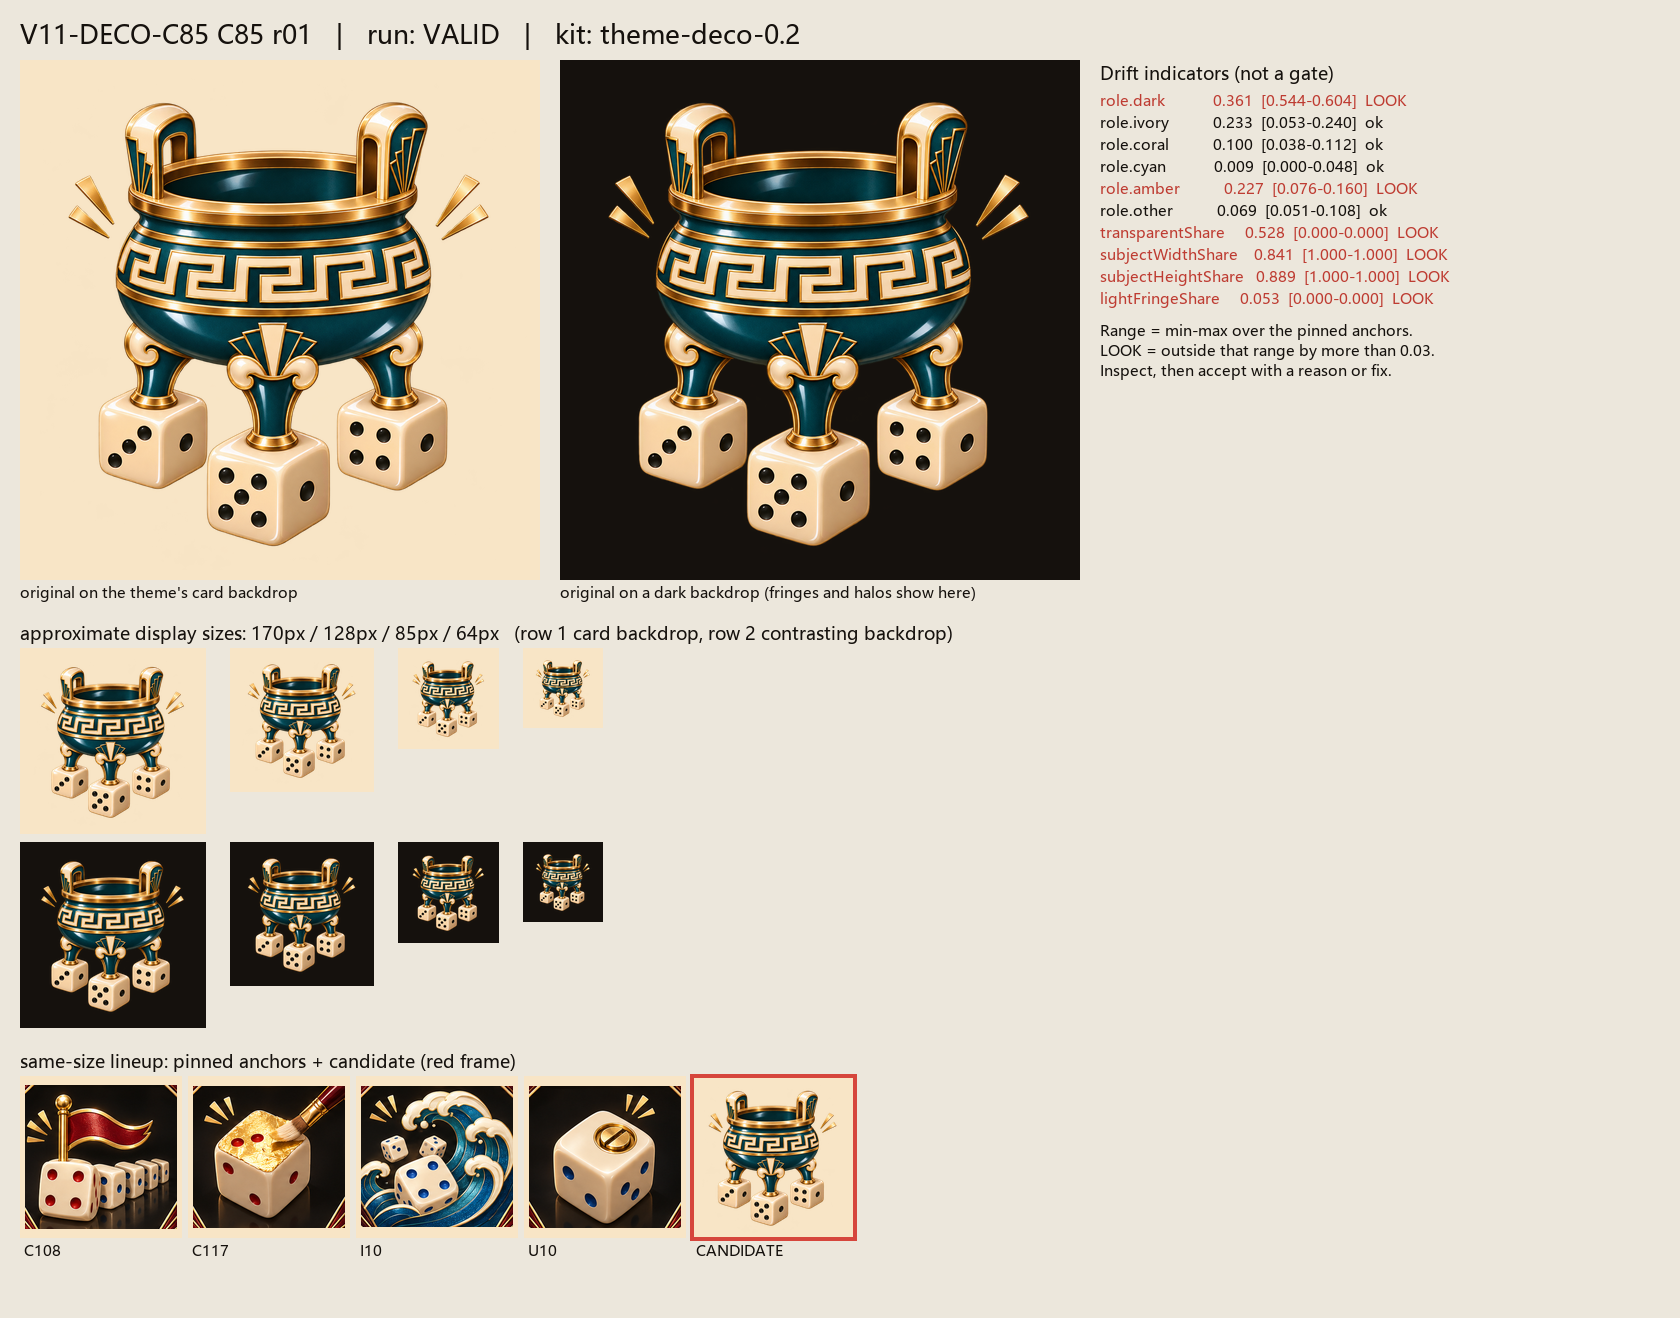 V11-DECO-C85 C85 r01 | run: VALID | kit: theme-deco-0.2
Drift indicators (not a gate)
role.dark 0.361 [0.544-0.604] LOOK
role.ivory 0.233 [0.053-0.240] ok
role.coral 0.100 [0.038-0.112] ok
role.cyan 0.009 [0.000-0.048] ok
role.amber 0.227 [0.076-0.160] LOOK
role.other 0.069 [0.051-0.108] ok
transparentShare 0.528 [0.000-0.000] LOOK
subjectWidthShare 0.841 [1.000-1.000] LOOK
subjectHeightShare 0.889 [1.000-1.000] LOOK
lightFringeShare 0.053 [0.000-0.000] LOOK
Range = min-max over the pinned anchors.
LOOK = outside that range by more than 0.03.
Inspect, then accept with a reason or fix.
original on the theme's card backdrop
original on a dark backdrop (fringes and halos show here)
approximate display sizes: 170px / 128px / 85px / 64px (row 1 card backdrop, row 2 contrasting backdrop)
same-size lineup: pinned anchors + candidate (red frame)
C108
C117
I10
U10
CANDIDATE